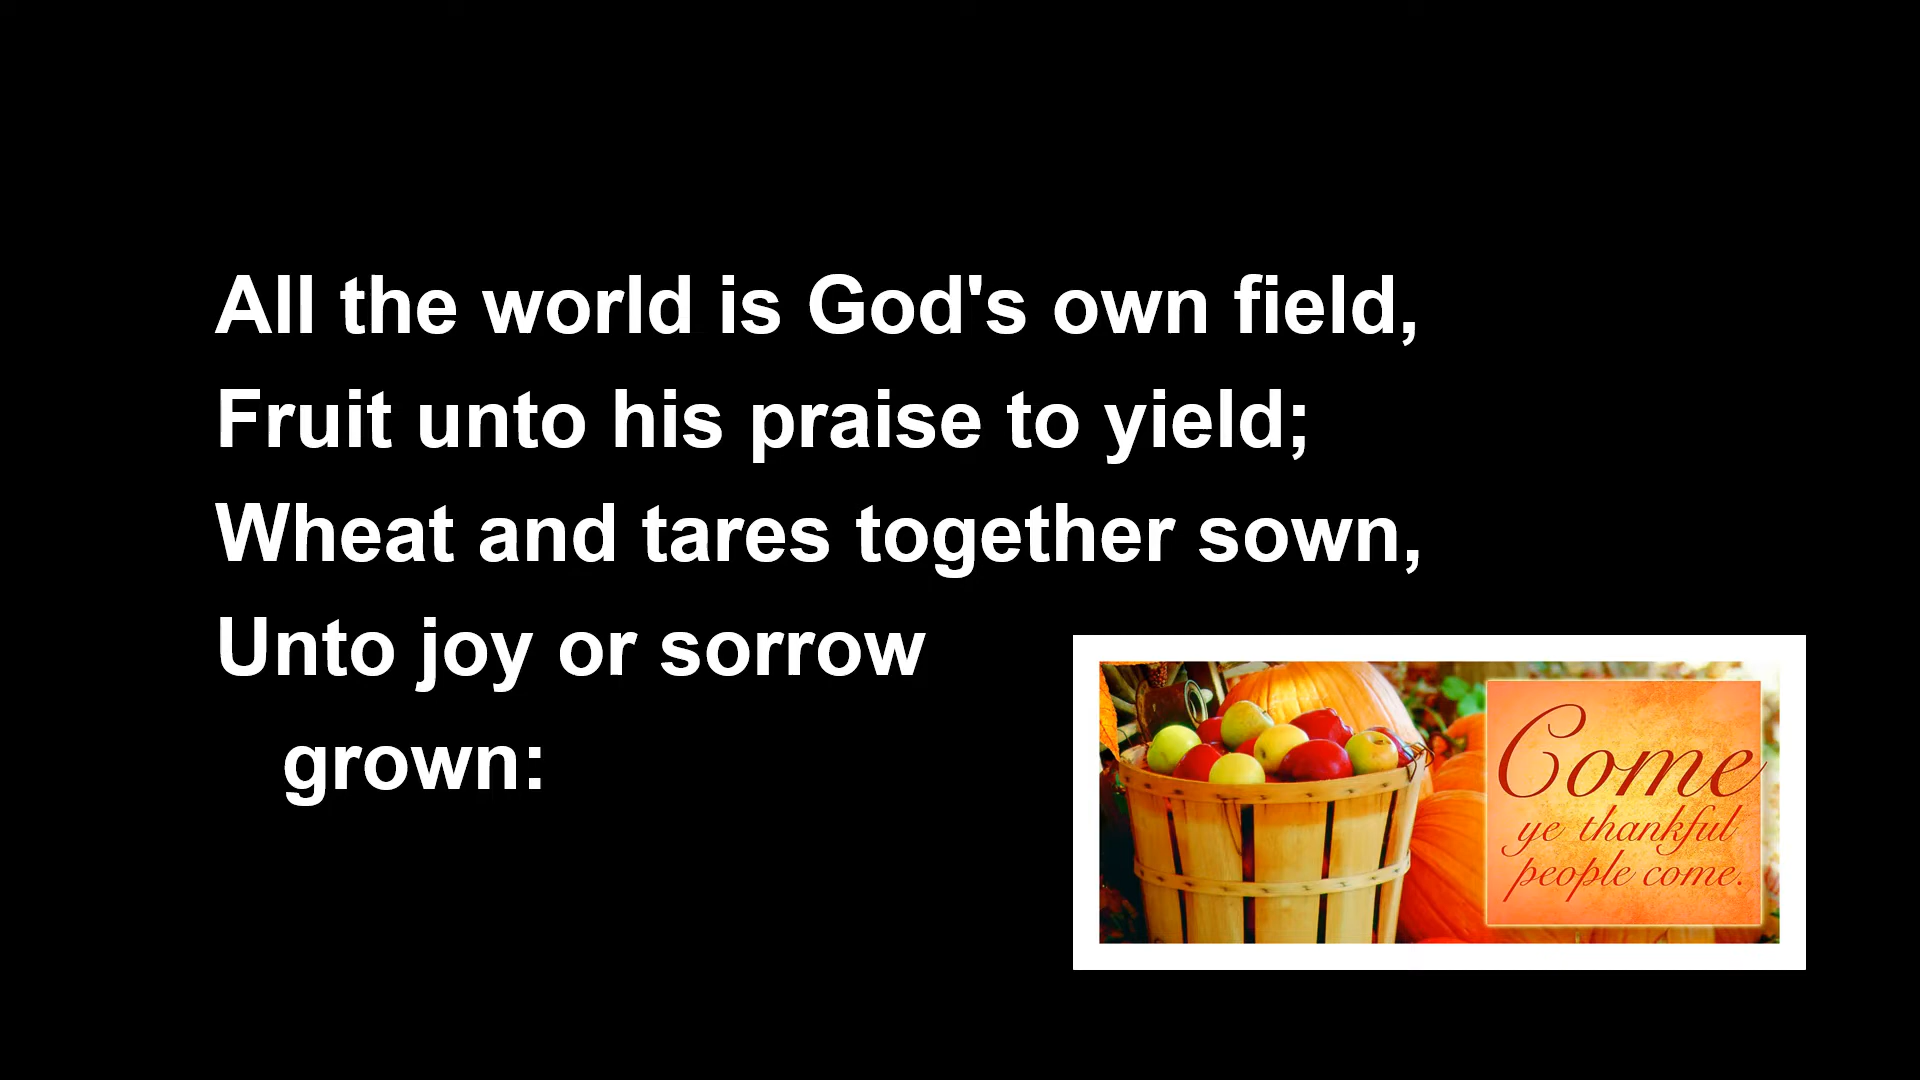 All the world is God's own field,
Fruit unto his praise to yield;
Wheat and tares together sown,
Unto joy or sorrow
grown:
Come
ye thankful
people come.